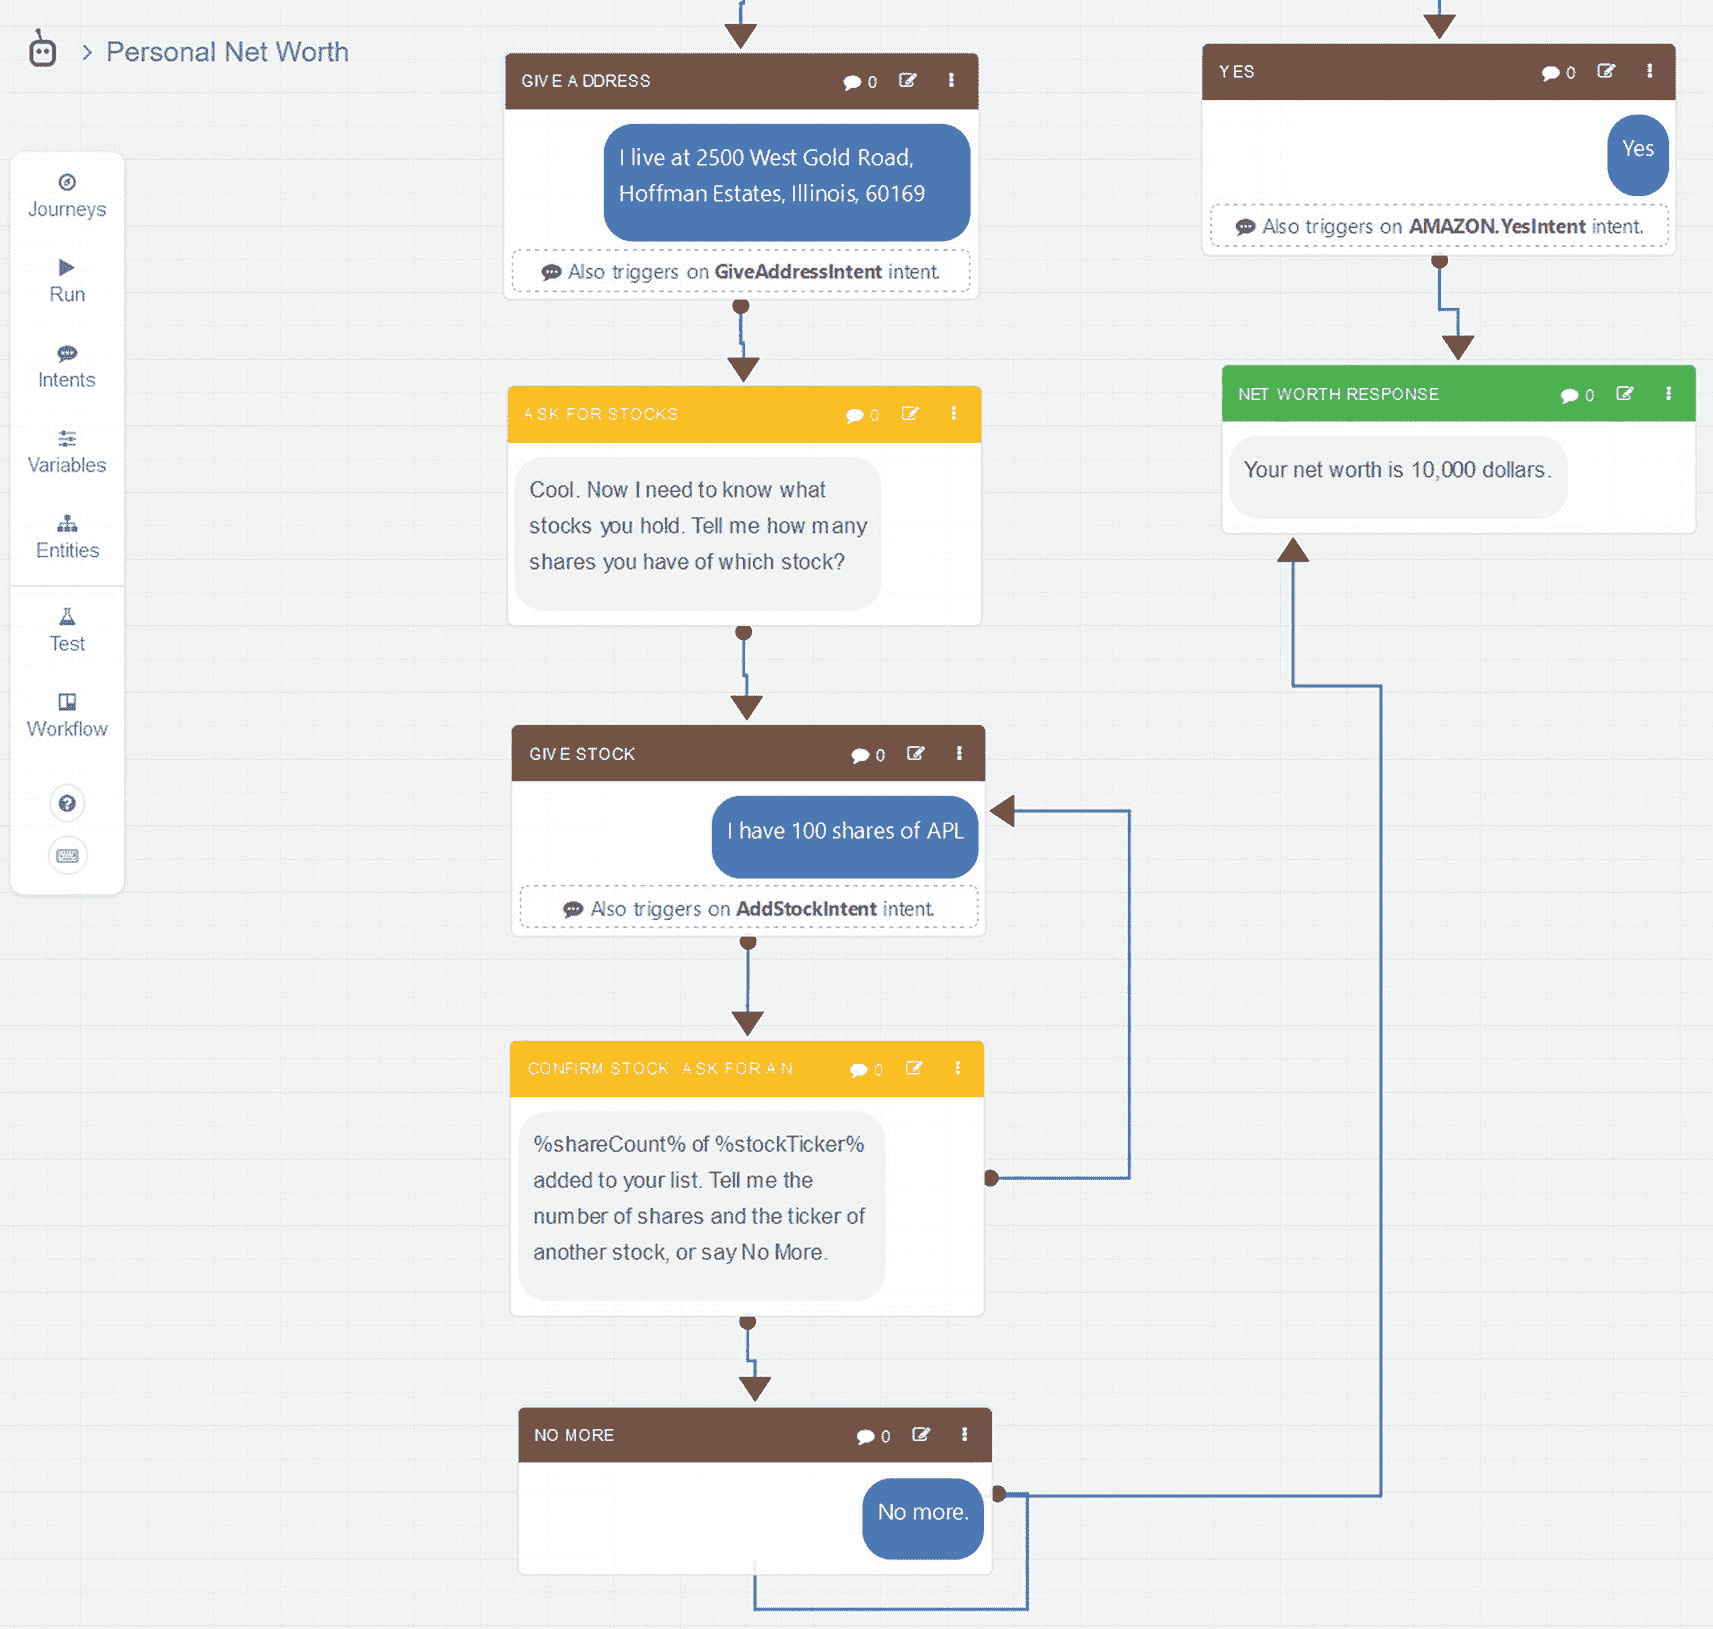 Personal Net Worth
Journeys
Run
Intents
Variables
Entities
Test
Workflow
GIVE ADDRESS
0
I live at 2500 West Gold Road,
Hoffman Estates, Illinois, 60169
Also triggers on GiveAddressIntent intent.
ASK FOR STOCKS
0
Cool. Now I need to know what
stocks you hold. Tell me how many
shares you have of which stock?
GIVE STOCK
0
I have 100 shares of APL
Also triggers on AddStockIntent intent.
CONFIRM STOCK ASK FOR AN
0
%shareCount% of %stockTicker%
added to your list. Tell me the
number of shares and the ticker of
another stock, or say No More.
NO MORE
0
No more.
YES
0
Yes
Also triggers on AMAZON.YesIntent intent.
NET WORTH RESPONSE
0
Your net worth is 10,000 dollars.